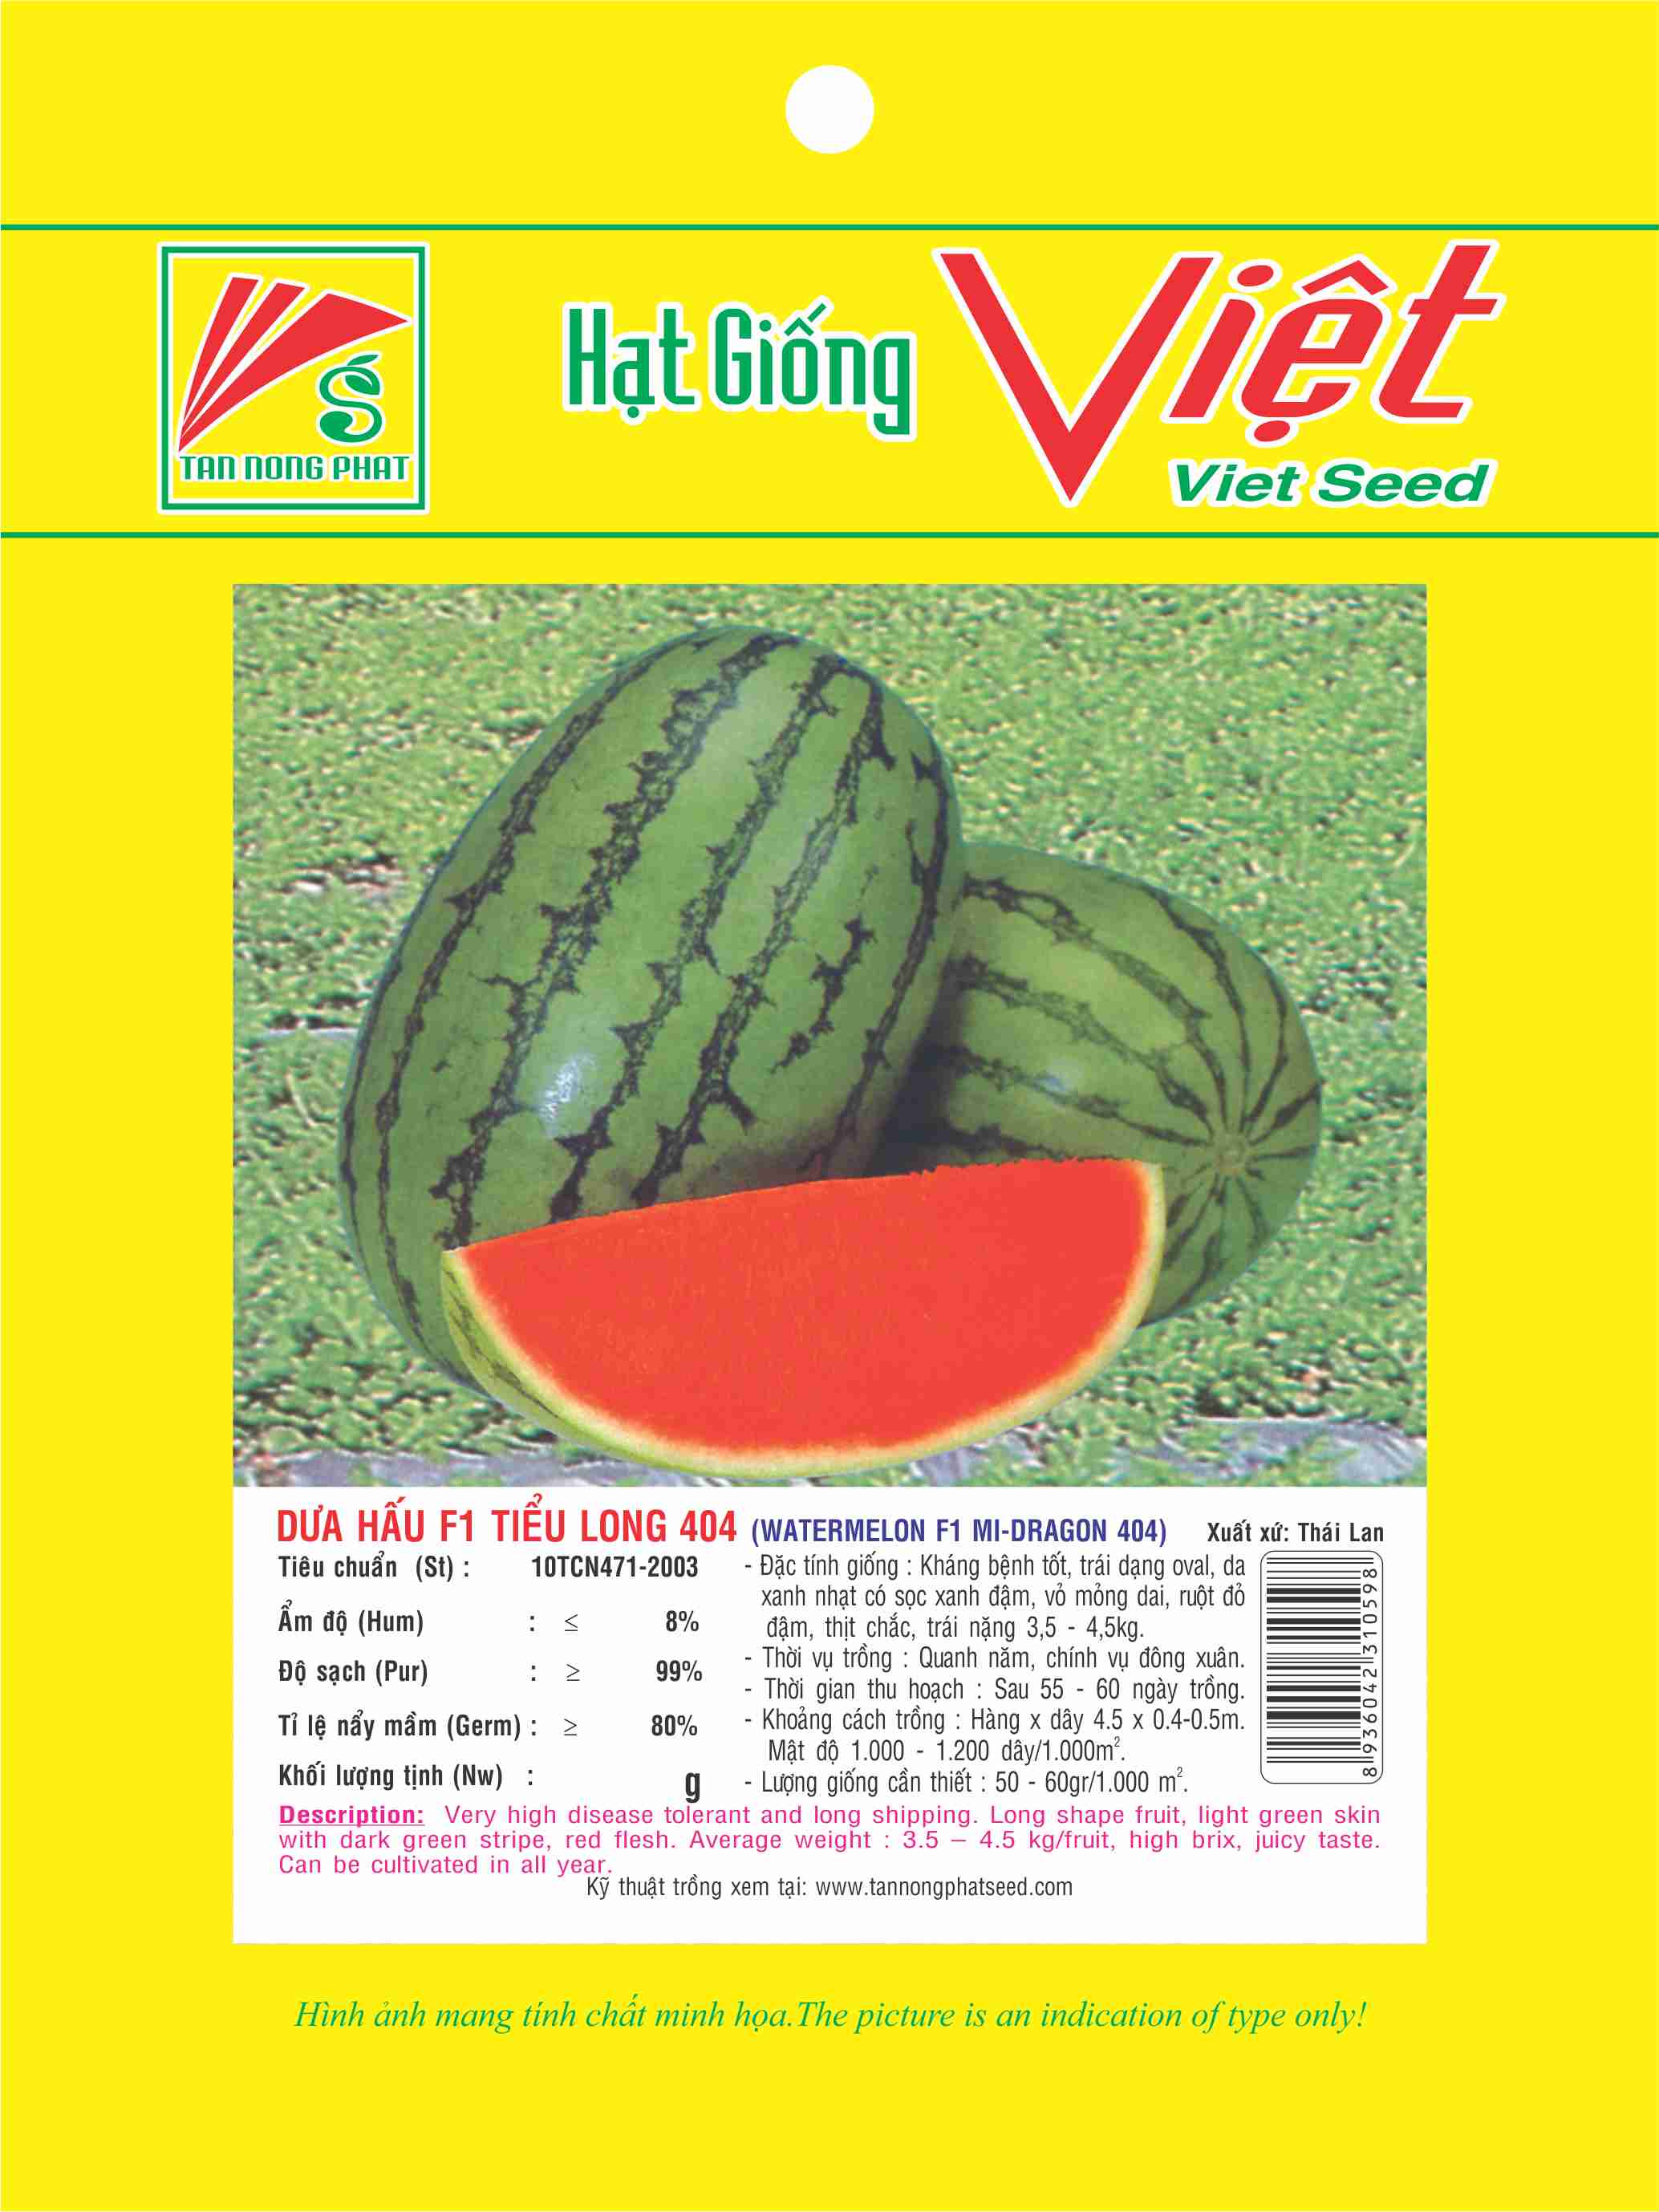 TAN NONG PHAT
Hạt Giống Việt
Viet Seed
DƯA HẤU F1 TIỂU LONG 404 (WATERMELON F1 MI-DRAGON 404) Xuất xứ: Thái Lan
Tiêu chuẩn (St) : 10TCN471-2003
Ẩm độ (Hum) : ≤ 8%
Độ sạch (Pur) : ≥ 99%
Tỉ lệ nẩy mầm (Germ) : ≥ 80%
Khối lượng tịnh (Nw) : g
- Đặc tính giống : Kháng bệnh tốt, trái dạng oval, da
xanh nhạt có sọc xanh đậm, vỏ mỏng dai, ruột đỏ
đậm, thịt chắc, trái nặng 3,5 - 4,5kg.
- Thời vụ trồng : Quanh năm, chính vụ đông xuân.
- Thời gian thu hoạch : Sau 55 - 60 ngày trồng.
- Khoảng cách trồng : Hàng x dây 4.5 x 0.4-0.5m.
Mật độ 1.000 - 1.200 dây/1.000m².
- Lượng giống cần thiết : 50 - 60gr/1.000 m².
8 936042 310598
Description: Very high disease tolerant and long shipping. Long shape fruit, light green skin
with dark green stripe, red flesh. Average weight : 3.5 – 4.5 kg/fruit, high brix, juicy taste.
Can be cultivated in all year.
Kỹ thuật trồng xem tại: www.tannongphatseed.com
Hình ảnh mang tính chất minh họa.The picture is an indication of type only!